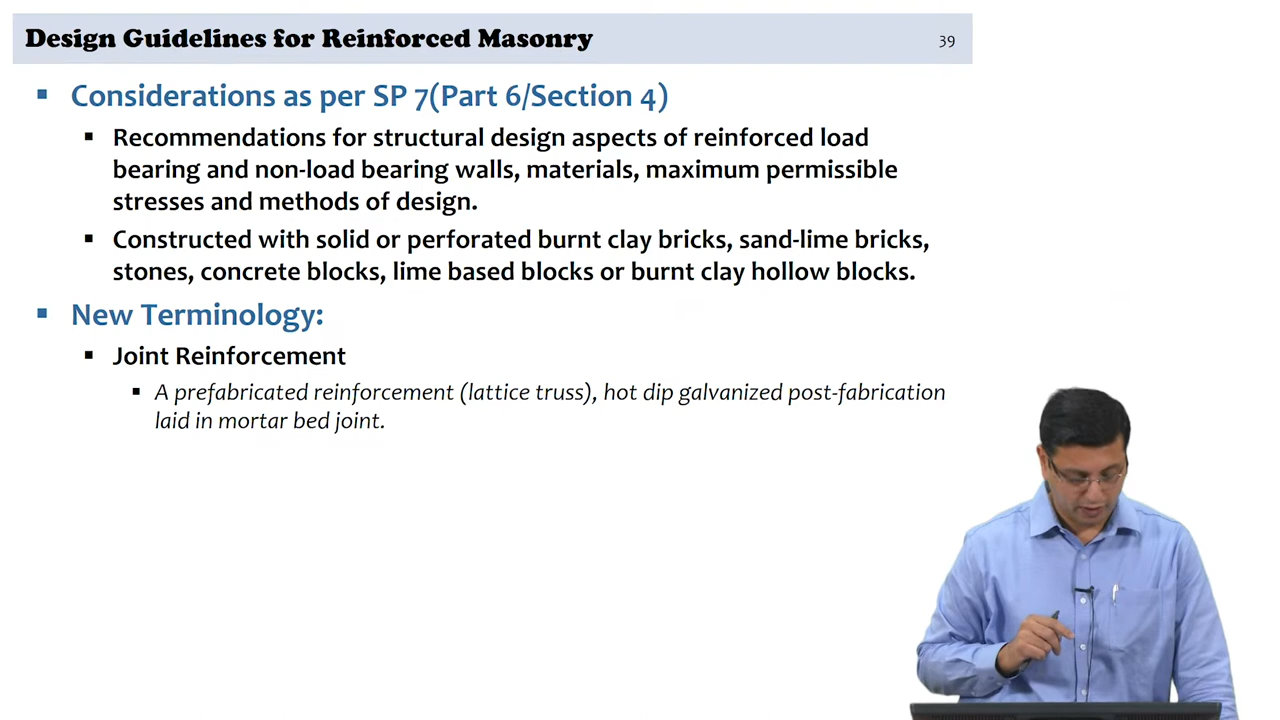 Design Guidelines for Reinforced Masonry
39
▪ Considerations as per SP 7(Part 6/Section 4)
▪ Recommendations for structural design aspects of reinforced load
bearing and non-load bearing walls, materials, maximum permissible
stresses and methods of design.
▪ Constructed with solid or perforated burnt clay bricks, sand-lime bricks,
stones, concrete blocks, lime based blocks or burnt clay hollow blocks.
▪ New Terminology:
▪ Joint Reinforcement
▪ A prefabricated reinforcement (lattice truss), hot dip galvanized post-fabrication
laid in mortar bed joint.